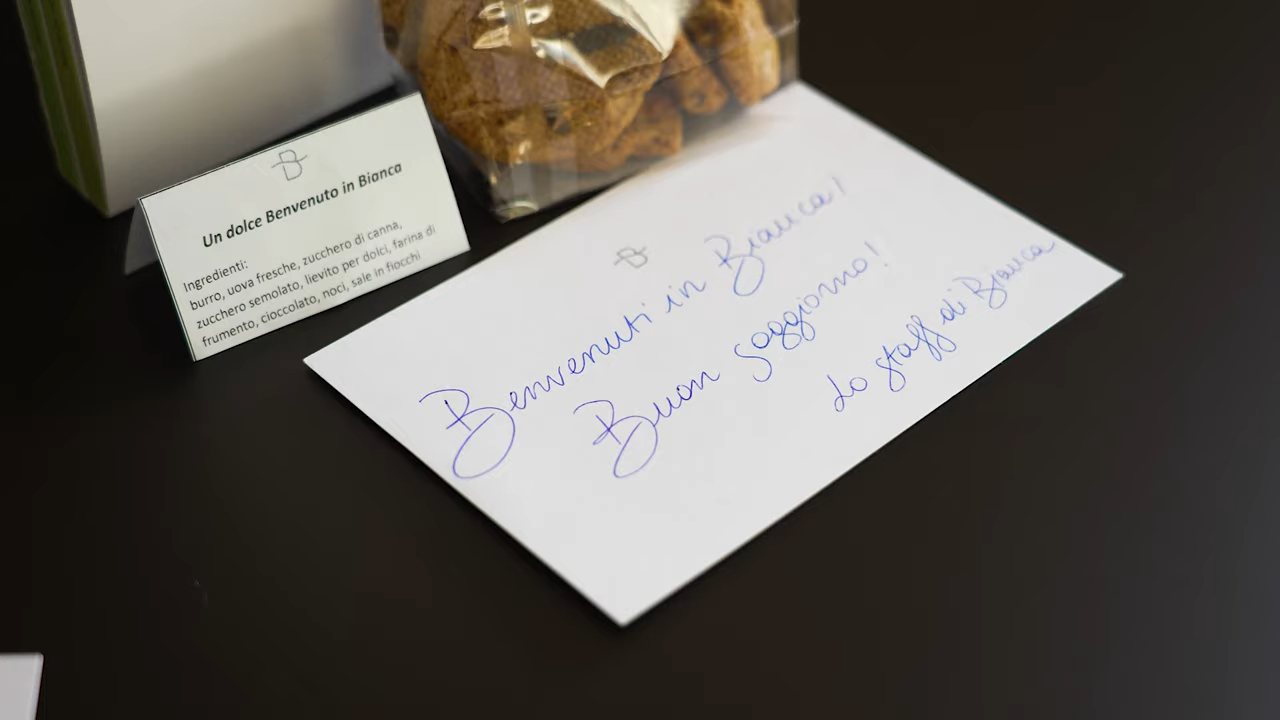 B
Un dolce Benvenuto in Bianca
Ingredienti:
burro, uova fresche, zucchero di canna,
zucchero semolato, lievito per dolci, farina di
frumento, cioccolato, noci, sale in fiocchi
B
Benvenuti in Bianca!
Buon soggiorno!
Lo staff di Bianca